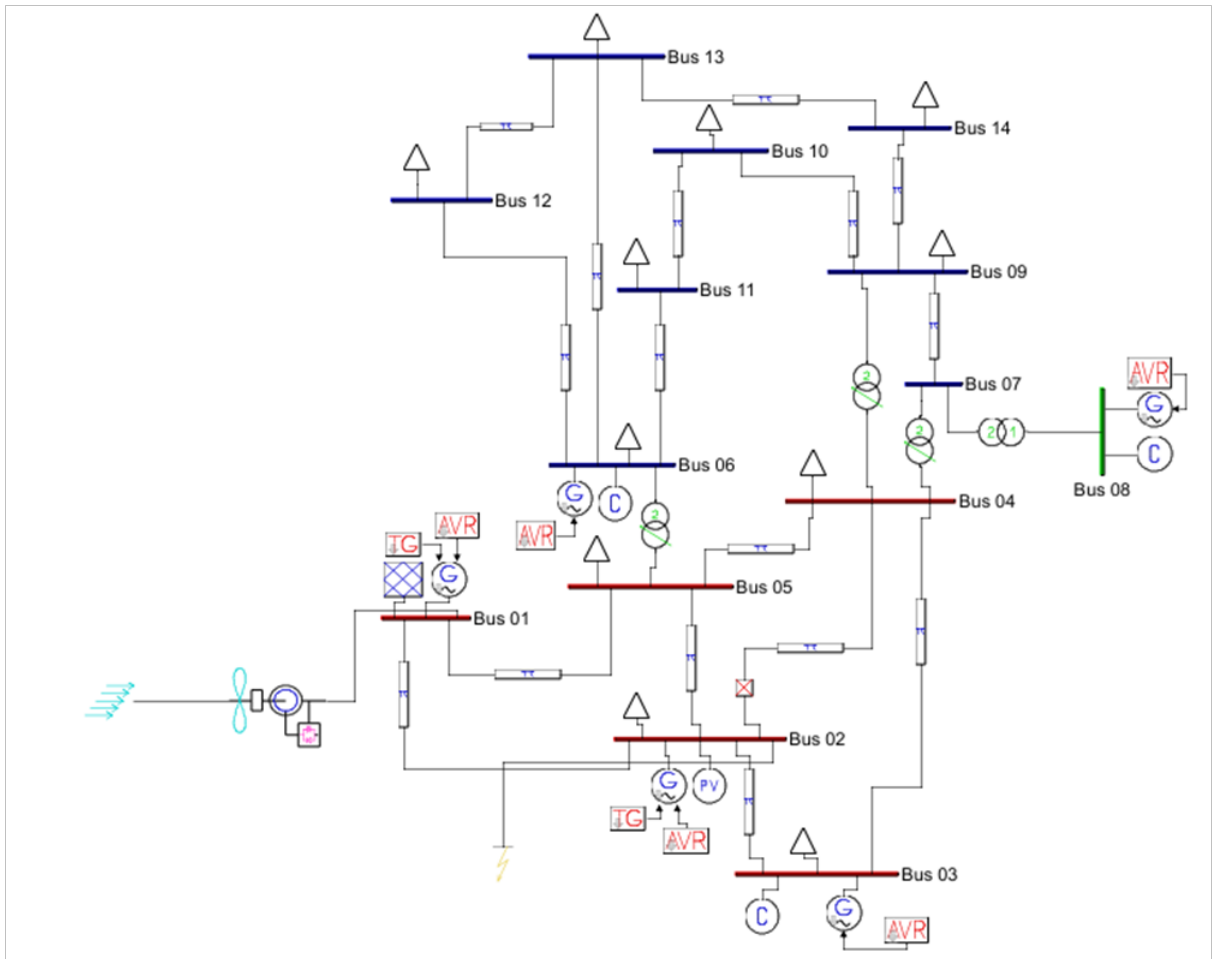 Bus 13
π
Bus 14
π
Bus 10
Bus 12
π
π
π
π
Bus 09
π
Bus 11
π
π
π
2
AVR
G
Bus 07
2
2 1
C
Bus 06
Bus 08
G
C
Bus 04
2
AVR
AVR
TG
π
G
Bus 05
Bus 01
π
π
π
π
π
Bus 02
G
PV
π
TG
AVR
Bus 03
C
G
AVR